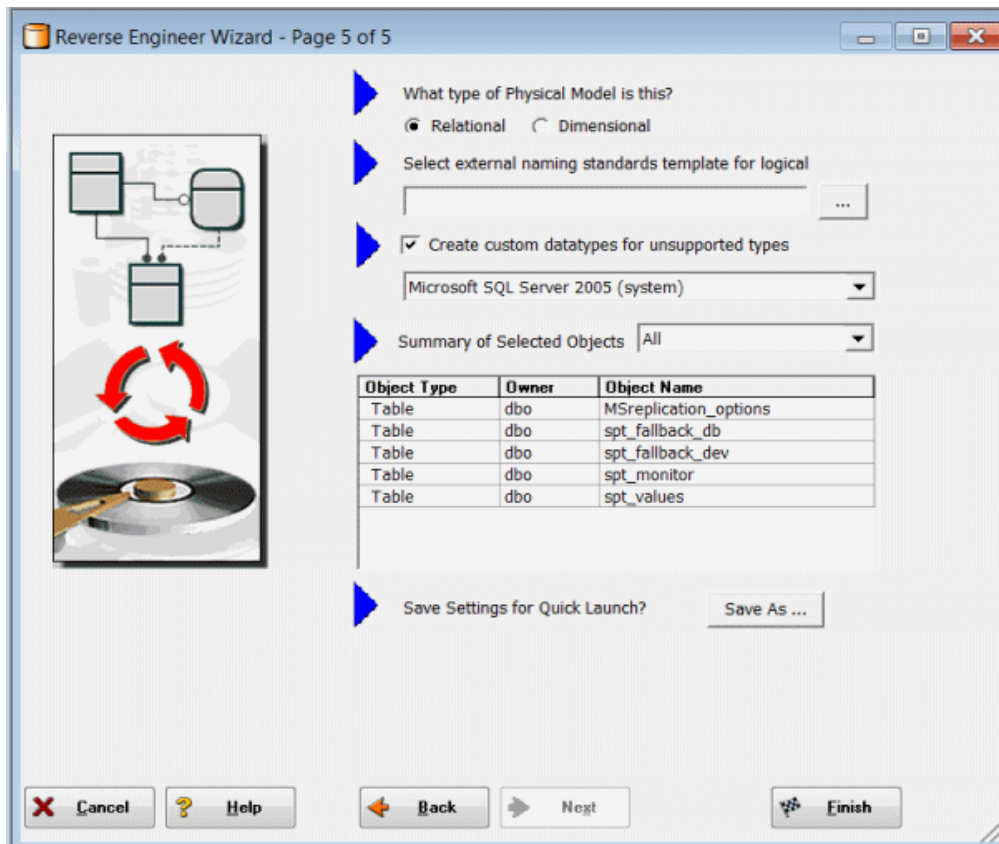 Reverse Engineer Wizard - Page 5 of 5
What type of Physical Model is this?
Relational Dimensional
Select external naming standards template for logical
...
Create custom datatypes for unsupported types
Microsoft SQL Server 2005 (system)
Summary of Selected Objects All
Object Type Owner Object Name
Table dbo MSreplication_options
Table dbo spt_fallback_db
Table dbo spt_fallback_dev
Table dbo spt_monitor
Table dbo spt_values
Save Settings for Quick Launch? Save As ...
Cancel Help Back Next Finish